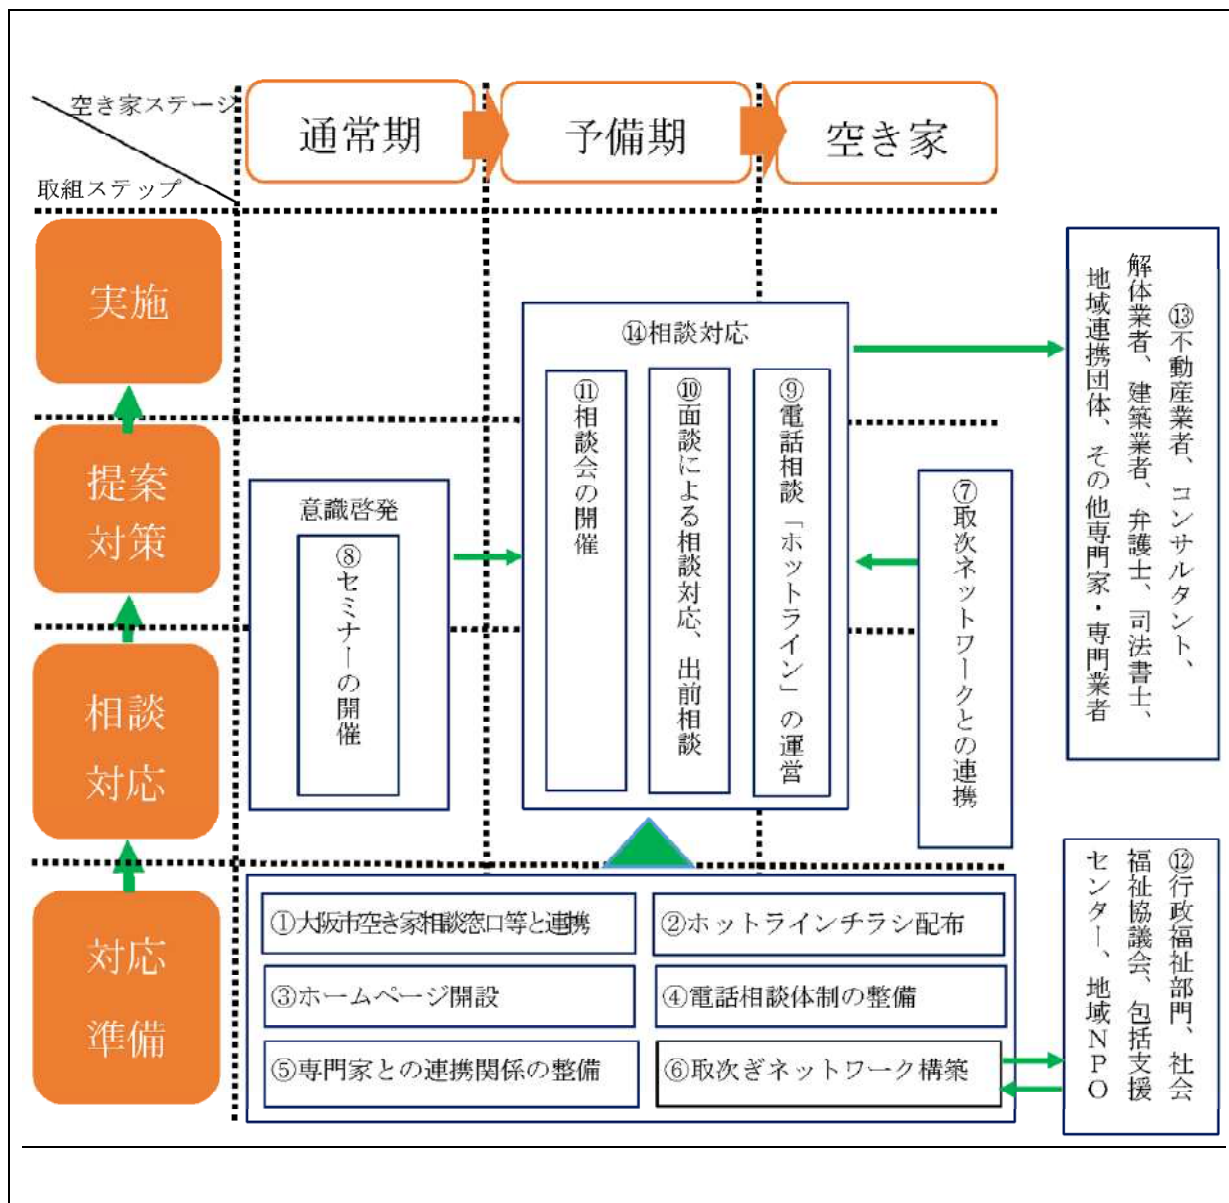 空き家ステージ
取組ステップ
通常期
予備期
空き家
実施
提案
対策
相談
対応
対応
準備
意識啓発
⑧セミナーの開催
⑭相談対応
⑪相談会の開催
⑩面談による相談対応、出前相談
⑨電話相談「ホットライン」の運営
⑦取次ネットワークとの連携
⑬不動産業者、コンサルタント、
解体業者、建築業者、弁護士、司法書士、
地域連携団体、その他専門家・専門業者
①大阪市空き家相談窓口等と連携
②ホットラインチラシ配布
③ホームページ開設
④電話相談体制の整備
⑤専門家との連携関係の整備
⑥取次ぎネットワーク構築
⑫行政福祉部門、社会
福祉協議会、包括支援
センター、地域NPO